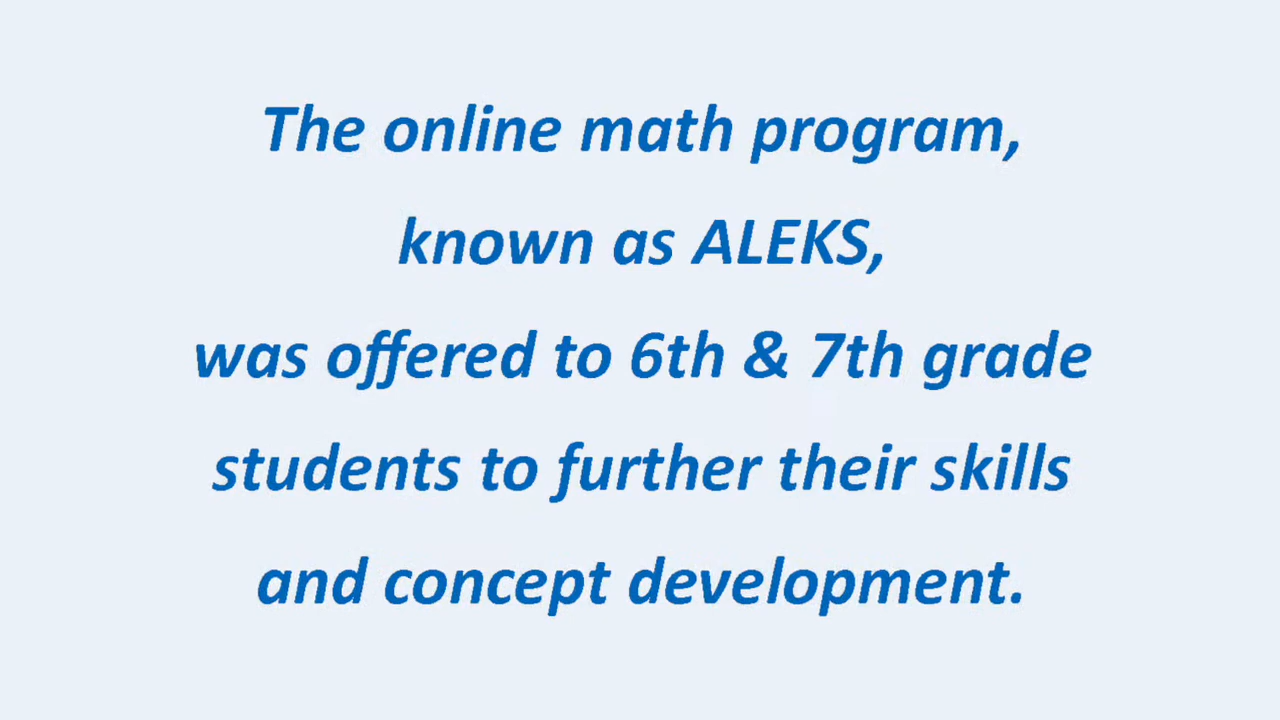 The online math program,
known as ALEKS,
was offered to 6th & 7th grade
students to further their skills
and concept development.